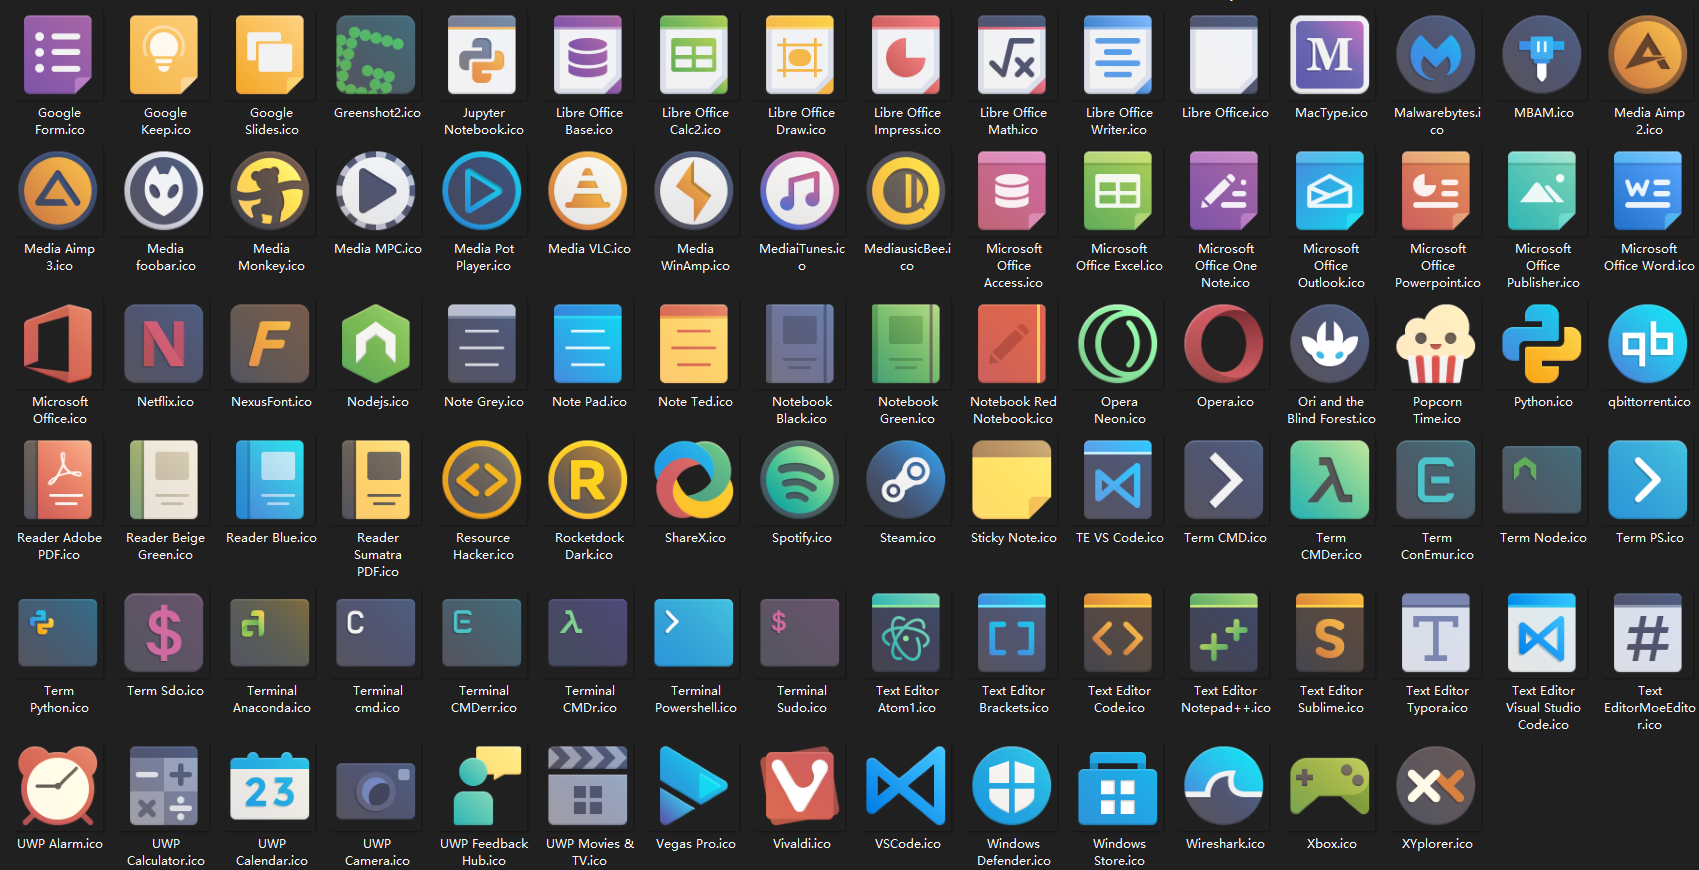 Google
Form.ico
Google
Keep.ico
Google
Slides.ico
Greenshot2.ico
Jupyter
Notebook.ico
Libre Office
Base.ico
Libre Office
Calc2.ico
Libre Office
Draw.ico
Libre Office
Impress.ico
Libre Office
Math.ico
Libre Office
Writer.ico
Libre Office.ico
M
MacType.ico
Malwarebytes.i
co
MBAM.ico
Media Aimp
2.ico
Media Aimp
3.ico
Media
foobar.ico
Media
Monkey.ico
Media MPC.ico
Media Pot
Player.ico
Media VLC.ico
Media
WinAmp.ico
MediaiTunes.ic
o
MediausicBee.i
co
Microsoft
Office
Access.ico
Microsoft
Office Excel.ico
Microsoft
Office One
Note.ico
Microsoft
Office
Outlook.ico
Microsoft
Office
Powerpoint.ico
Microsoft
Office
Publisher.ico
W
Microsoft
Office Word.ico
Microsoft
Office.ico
N
Netflix.ico
F
NexusFont.ico
Nodejs.ico
Note Grey.ico
Note Pad.ico
Note Ted.ico
Notebook
Black.ico
Notebook
Green.ico
Notebook Red
Notebook.ico
Opera
Neon.ico
Opera.ico
Ori and the
Blind Forest.ico
Popcorn
Time.ico
Python.ico
qb
qbittorrent.ico
Reader Adobe
PDF.ico
Reader Beige
Green.ico
Reader Blue.ico
Reader
Sumatra
PDF.ico
<>
Resource
Hacker.ico
R
Rocketdock
Dark.ico
ShareX.ico
Spotify.ico
Steam.ico
Sticky Note.ico
TE VS Code.ico
Term CMD.ico
λ
Term
CMDer.ico
Term
ConEmur.ico
Term Node.ico
Term PS.ico
Term
Python.ico
$
Term Sdo.ico
Terminal
Anaconda.ico
C
Terminal
cmd.ico
Terminal
CMDerr.ico
λ
Terminal
CMDr.ico
Terminal
Powershell.ico
$
Terminal
Sudo.ico
Text Editor
Atom1.ico
[]
Text Editor
Brackets.ico
<>
Text Editor
Code.ico
++
Text Editor
Notepad++.ico
S
Text Editor
Sublime.ico
T
Text Editor
Typora.ico
Text Editor
Visual Studio
Code.ico
#
Text
EditorMoeEdito
r.ico
UWP Alarm.ico
UWP
Calculator.ico
23
UWP
Calendar.ico
UWP
Camera.ico
UWP Feedback
Hub.ico
UWP Movies &
TV.ico
Vegas Pro.ico
Vivaldi.ico
VSCode.ico
Windows
Defender.ico
Windows
Store.ico
Wireshark.ico
Xbox.ico
XYplorer.ico